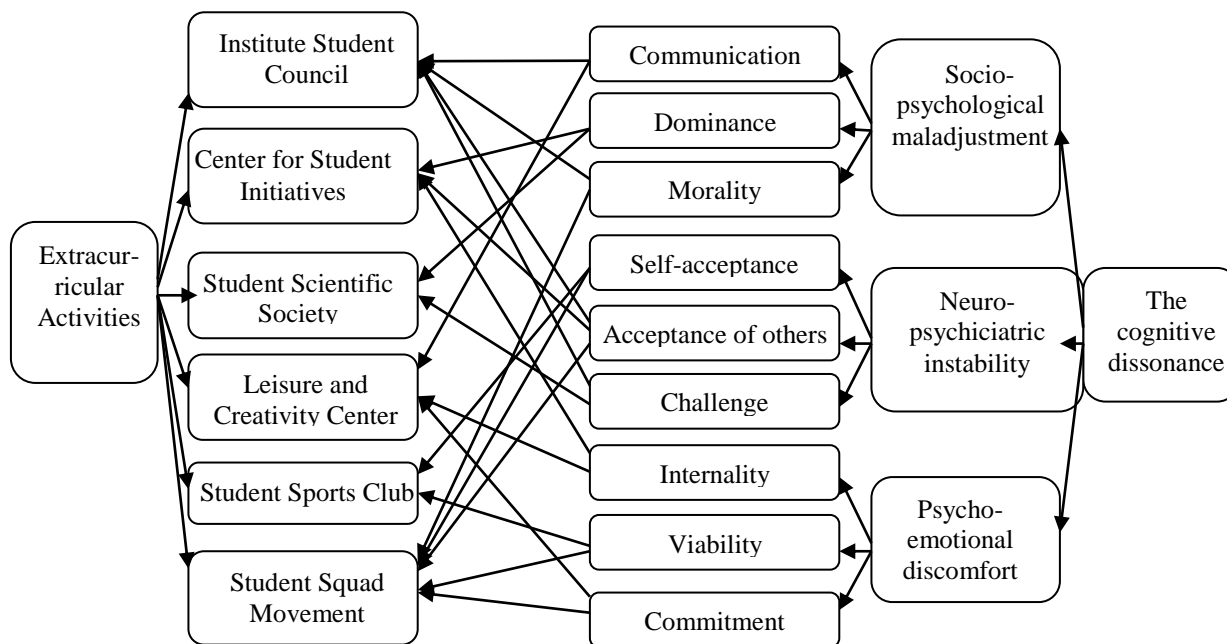 Extracur-
ricular
Activities
Institute Student
Council
Center for Student
Initiatives
Student Scientific
Society
Leisure and
Creativity Center
Student Sports Club
Student Squad
Movement
Communication
Dominance
Morality
Self-acceptance
Acceptance of others
Challenge
Internality
Viability
Commitment
Socio-
psychological
maladjustment
Neuro-
psychiciatric
instability
Psycho-
emotional
discomfort
The
cognitive
dissonance